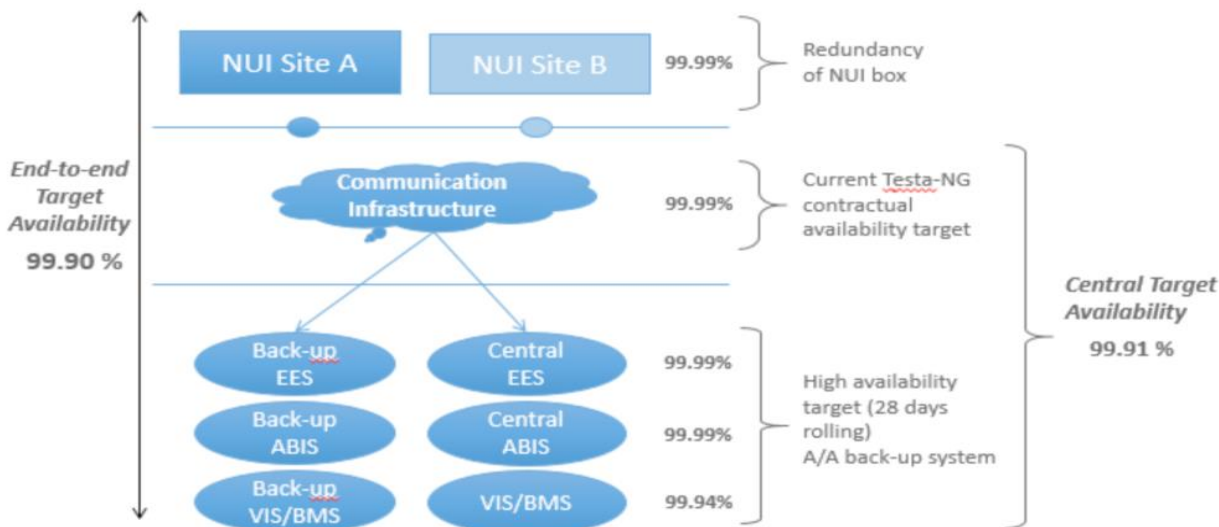 NUI Site A
NUI Site B
99.99%
Redundancy
of NUI box
End-to-end
Target
Availability
99.90 %
Communication
Infrastructure
99.99%
Current Testa-NG
contractual
availability target
Central Target
Availability
99.91 %
Back-up
EES
Central
EES
99.99%
Back-up
ABIS
Central
ABIS
99.99%
Back-up
VIS/BMS
VIS/BMS
99.94%
High availability
target (28 days
rolling)
A/A back-up system